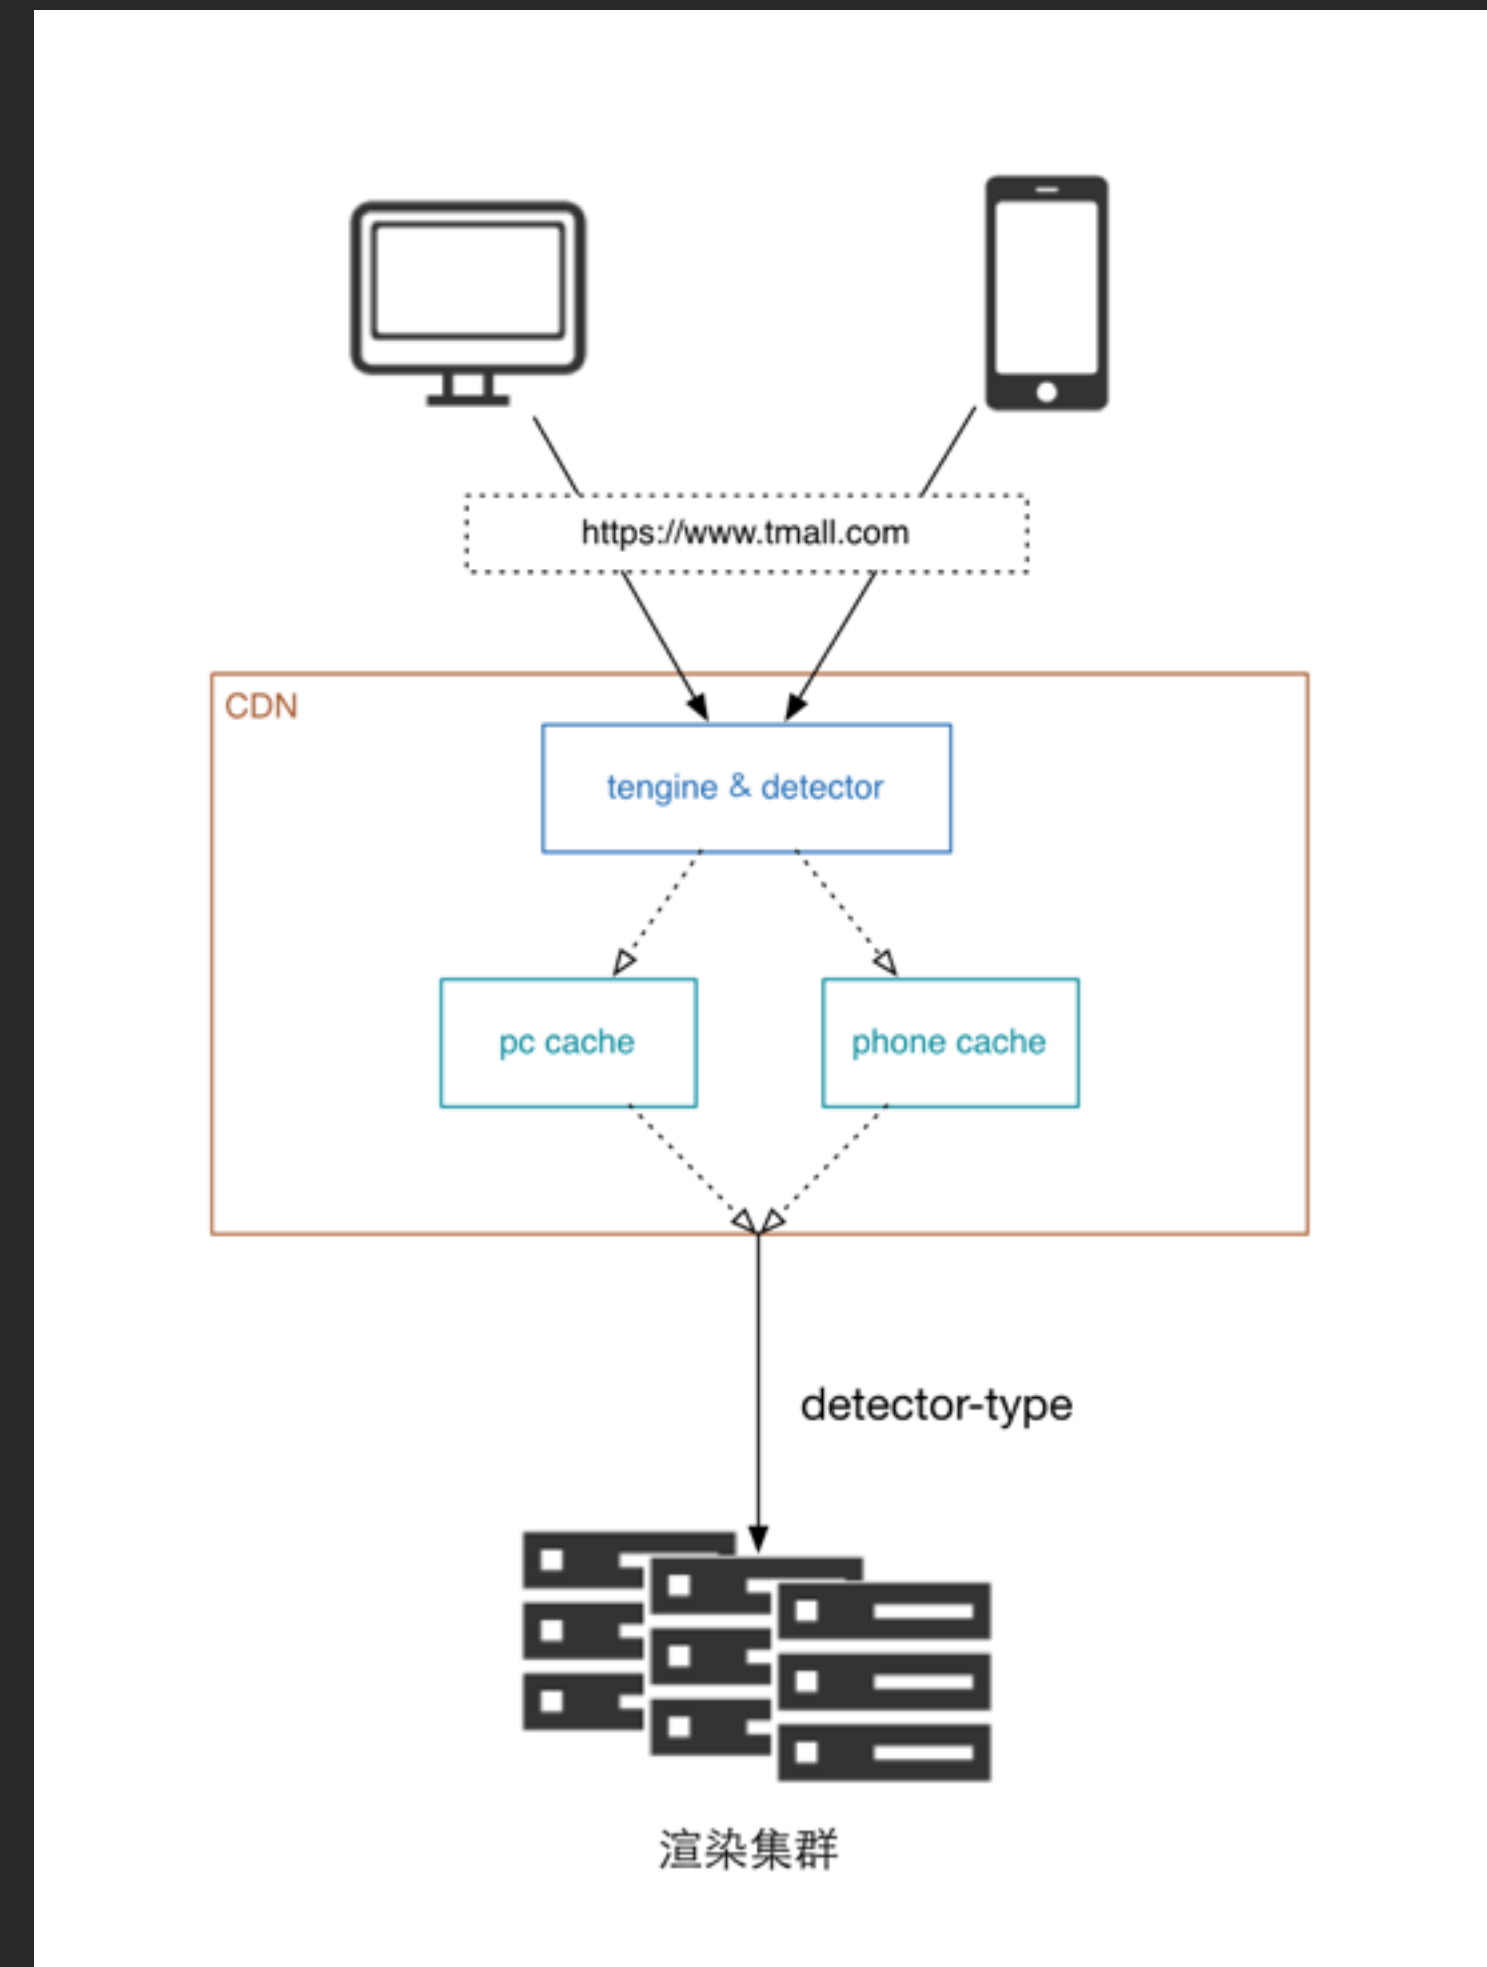 https://www.tmall.com
CDN
tengine & detector
pc cache
phone cache
detector-type
渲染集群